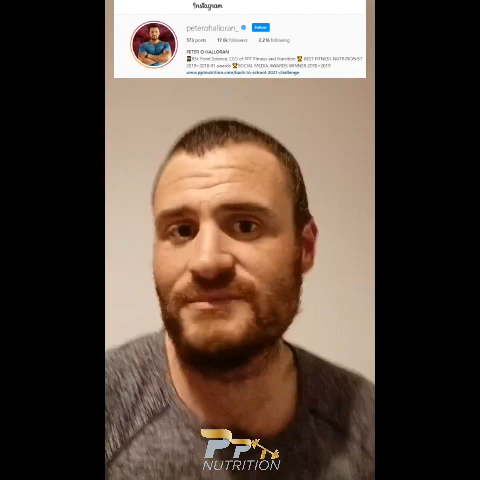 Instagram
peterohalloran_ Follow
573 posts 17.6k followers 2,216 following
PETER O HALLORAN
BSc Food Science, CEO of PPT Fitness and Nutrition BEST FITNESS NUTRITIONIST
2019+2018 #1 awards SOCIAL MEDIA AWARDS WINNER 2018+2019
www.pptnutrition.com/back-to-school-2021-challenge
PPT
NUTRITION